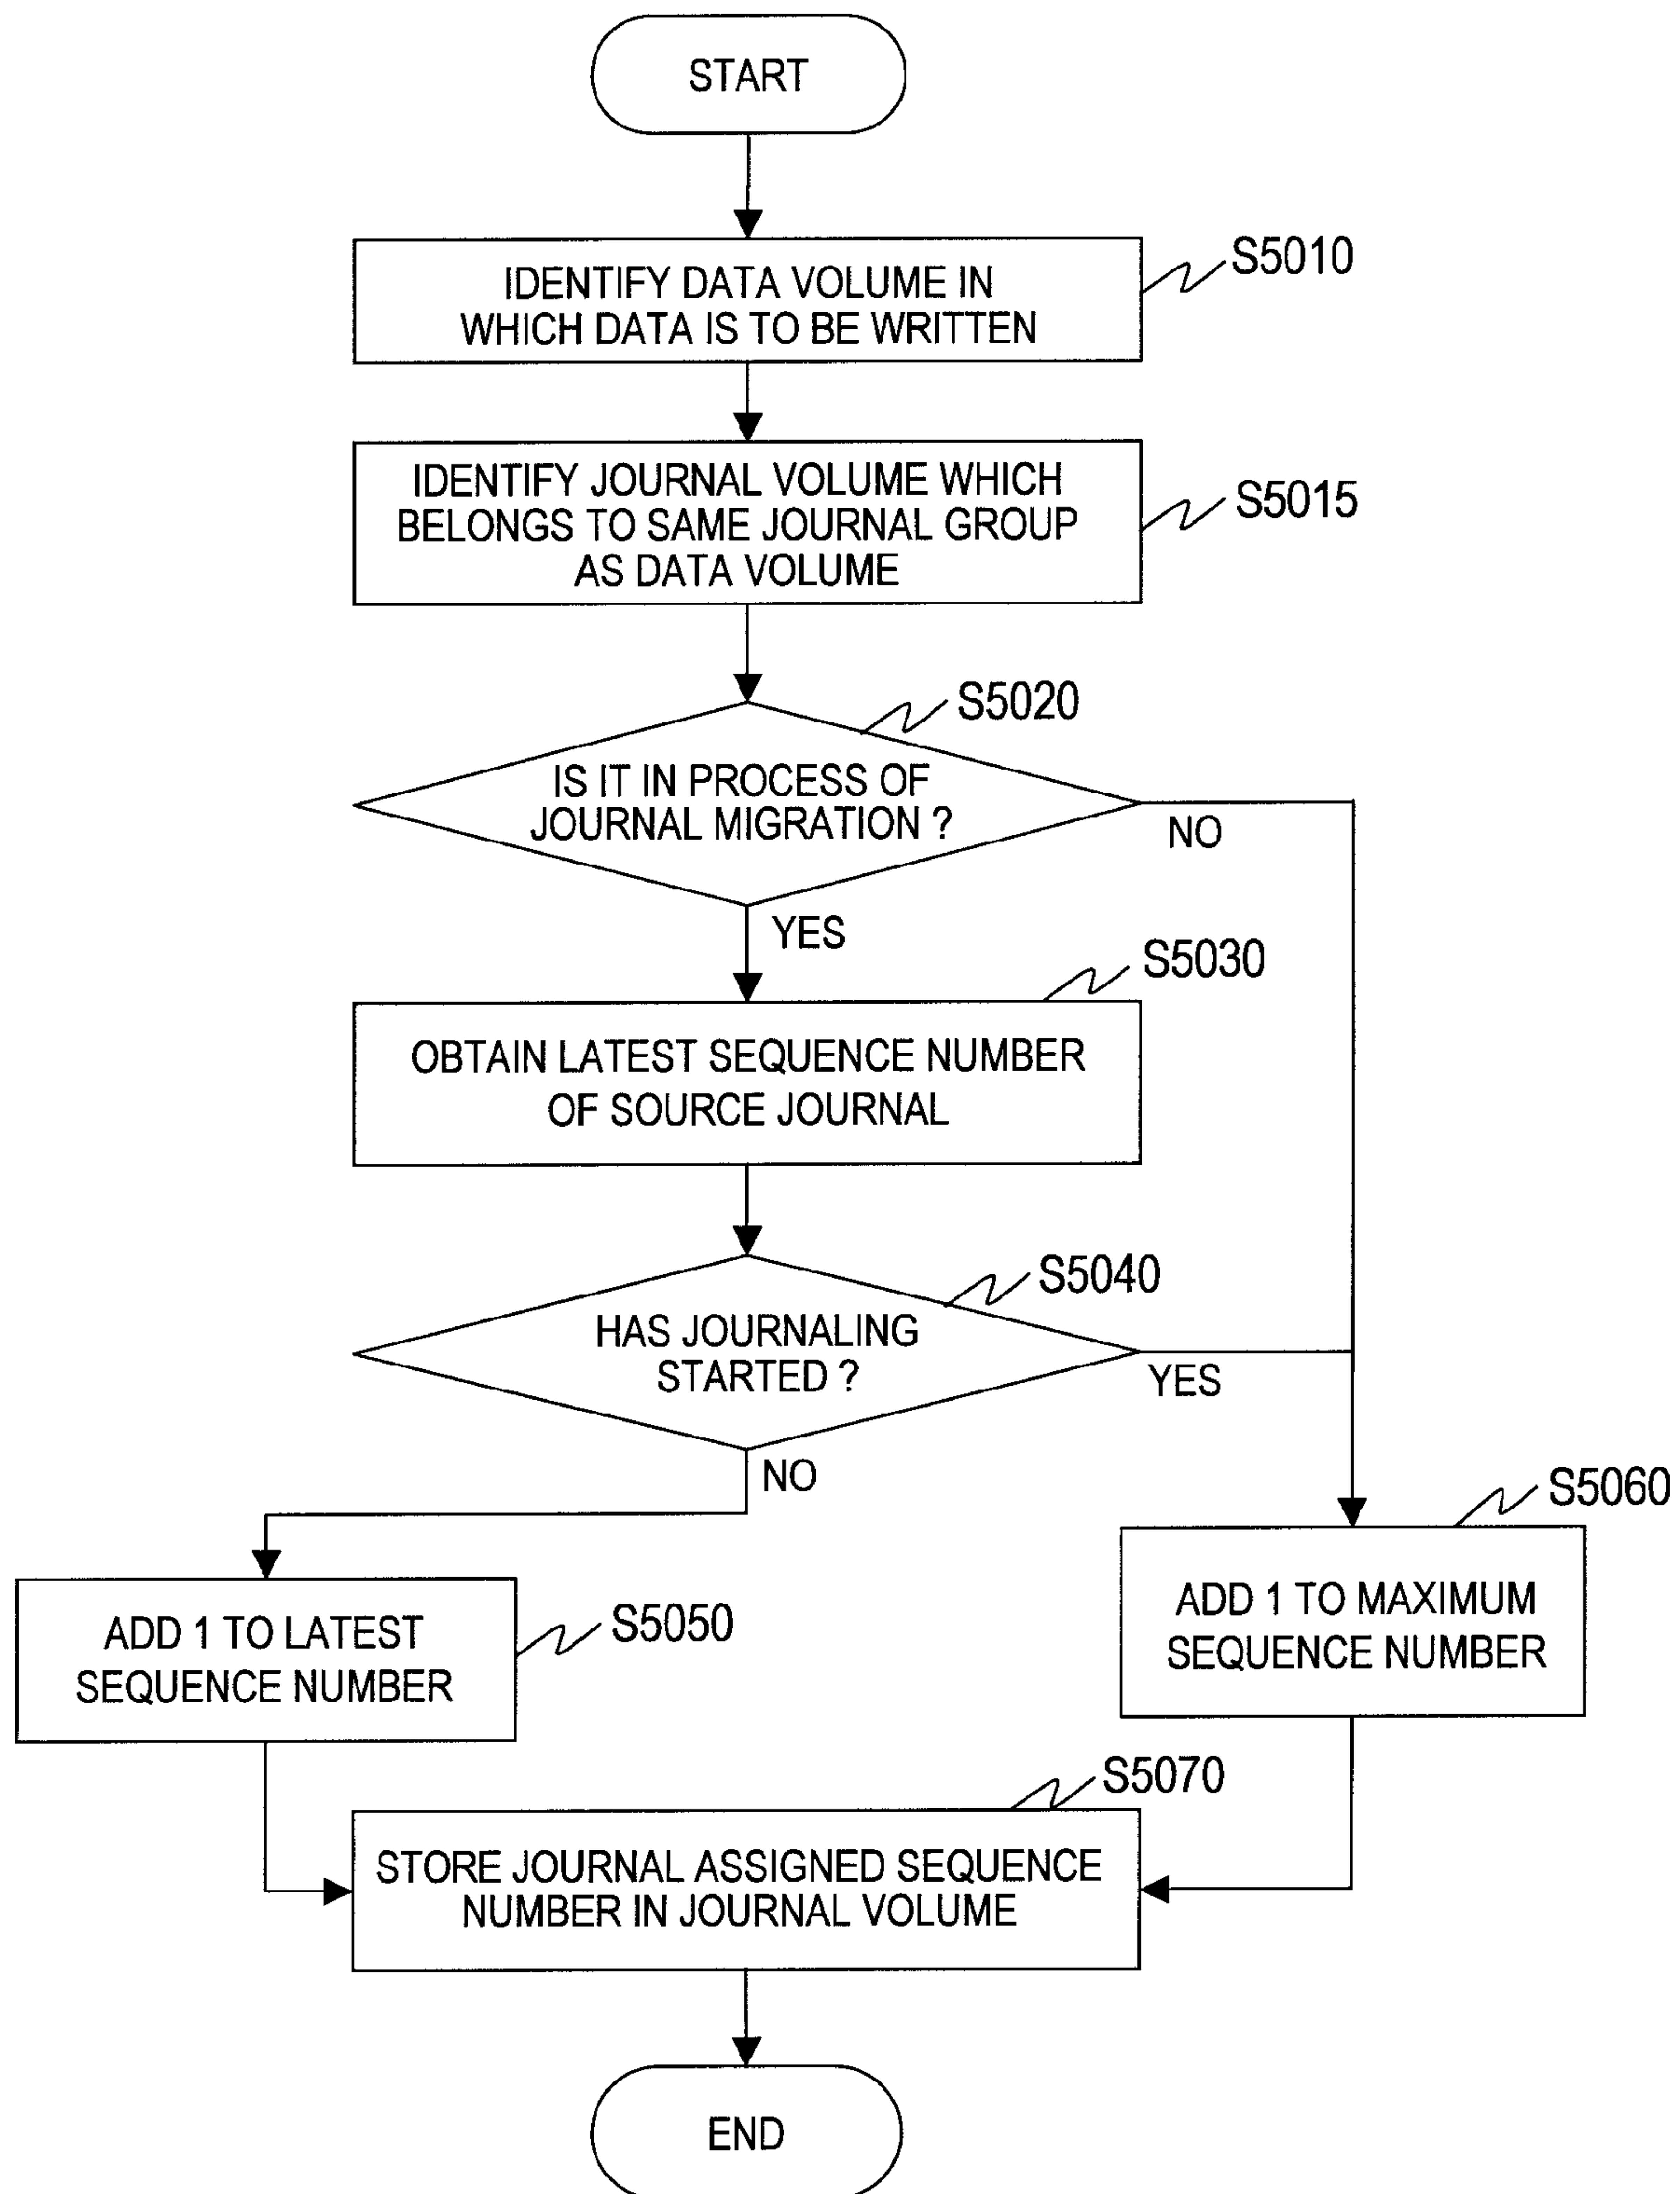 START
IDENTIFY DATA VOLUME IN
WHICH DATA IS TO BE WRITTEN
S5010
IDENTIFY JOURNAL VOLUME WHICH
BELONGS TO SAME JOURNAL GROUP
AS DATA VOLUME
S5015
S5020
IS IT IN PROCESS OF
JOURNAL MIGRATION ?
NO
YES
S5030
OBTAIN LATEST SEQUENCE NUMBER
OF SOURCE JOURNAL
S5040
HAS JOURNALING
STARTED ?
YES
NO
S5060
ADD 1 TO LATEST
SEQUENCE NUMBER
S5050
ADD 1 TO MAXIMUM
SEQUENCE NUMBER
S5070
STORE JOURNAL ASSIGNED SEQUENCE
NUMBER IN JOURNAL VOLUME
END